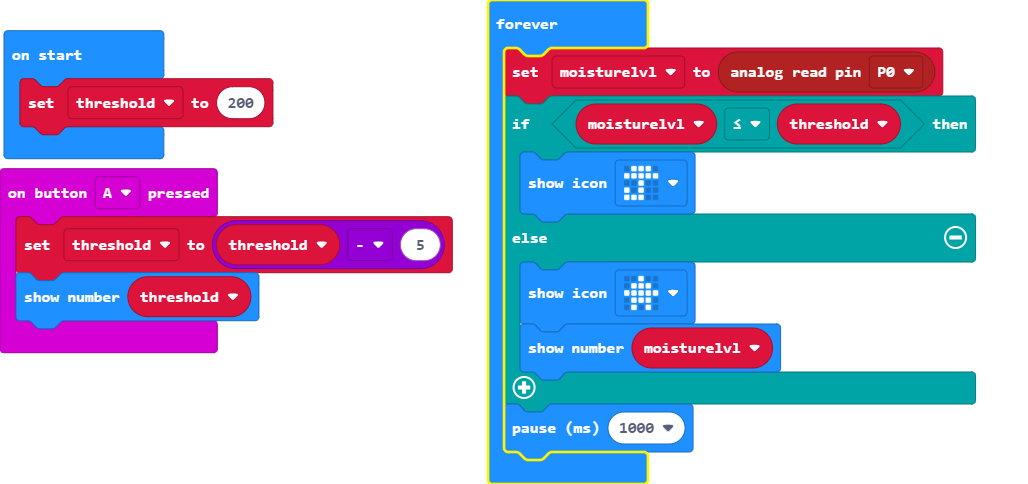 on start
set threshold to 200
on button A pressed
set threshold to threshold - 5
show number threshold
forever
set moisturelvl to analog read pin P0
if moisturelvl ≤ threshold then
show icon
else
show icon
show number moisturelvl
pause (ms) 1000